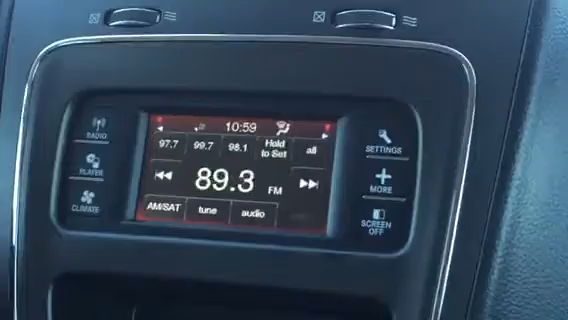 10:59
RADIO
97.7 99.7 98.1 Hold to Set all
SETTINGS
PLAYER
89.3 FM
MORE
CLIMATE
AM/SAT tune audio
SCREEN
OFF